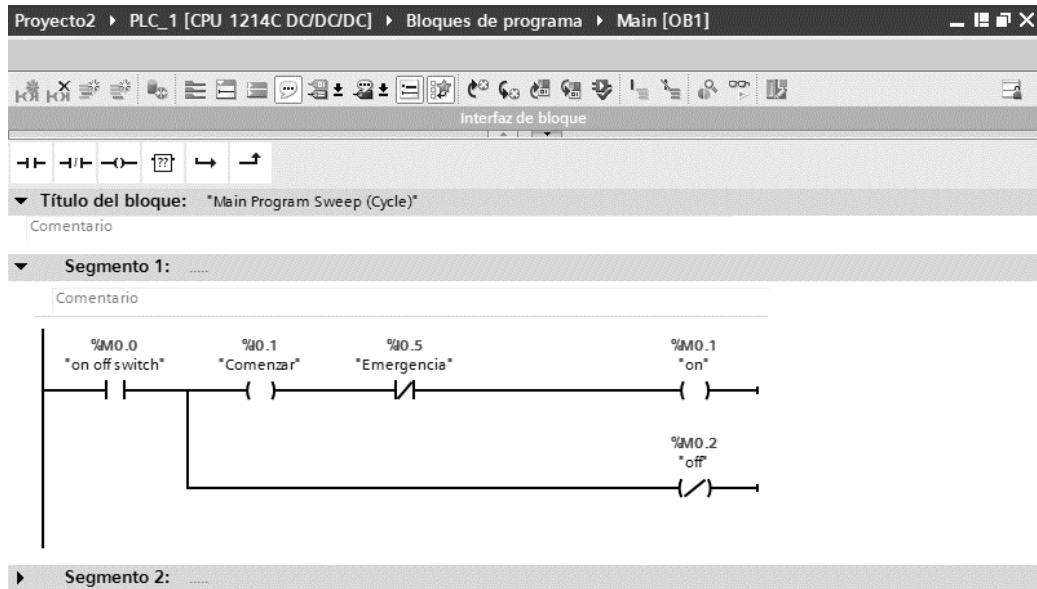 Proyecto2 ▸ PLC_1 [CPU 1214C DC/DC/DC] ▸ Bloques de programa ▸ Main [OB1]
Interfaz de bloque
??
Título del bloque: "Main Program Sweep (Cycle)"
Comentario
Segmento 1: .....
Comentario
%M0.0 %I0.1 %I0.5 %M0.1
"on off switch" "Comenzar" "Emergencia" "on"
%M0.2
"off"
Segmento 2: .....